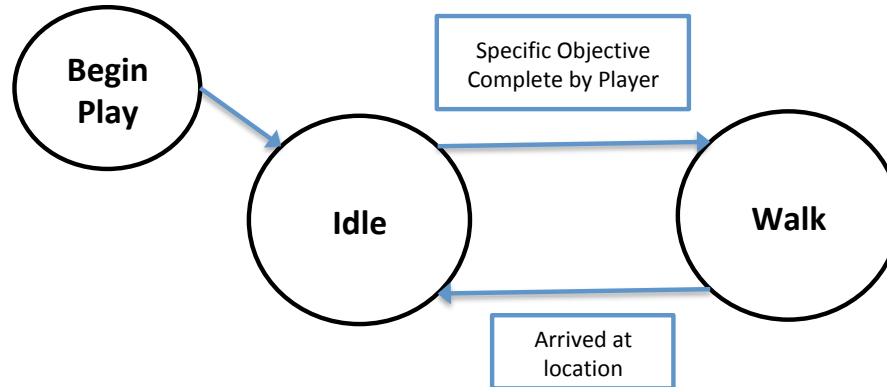 Begin
Play
Specific Objective
Complete by Player
Idle
Walk
Arrived at
location